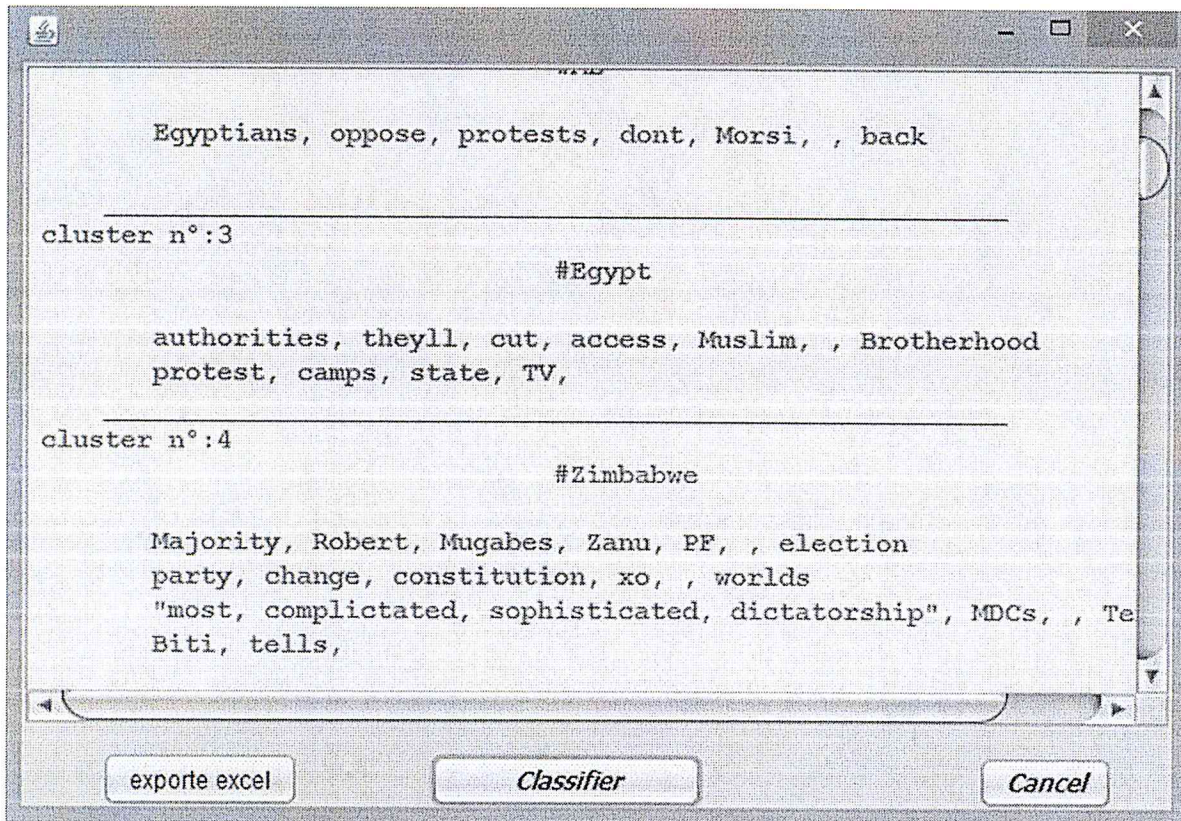 Egyptians, oppose, protests, dont, Morsi, , back
cluster n°:3
#Egypt
authorities, theyll, cut, access, Muslim, , Brotherhood
protest, camps, state, TV,
cluster n°:4
#Zimbabwe
Majority, Robert, Mugabes, Zanu, PF, , election
party, change, constitution, xo, , worlds
"most, complictated, sophisticated, dictatorship", MDCs, , Te
Biti, tells,
exporte excel
Classifier
Cancel